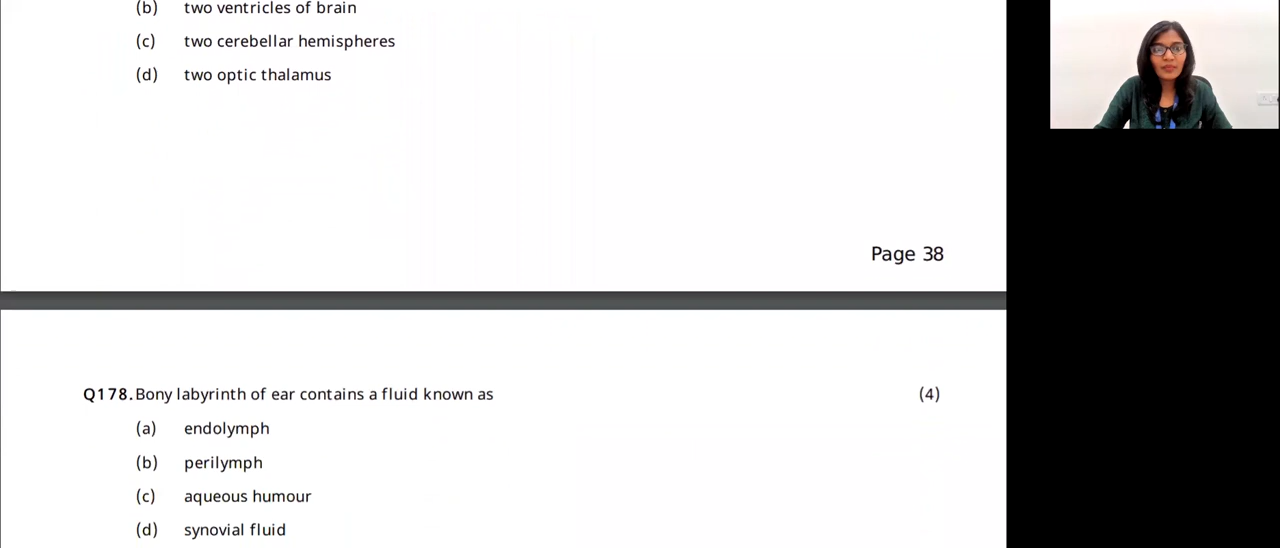 (b) two ventricles of brain
(c) two cerebellar hemispheres
(d) two optic thalamus
Page 38
Q178. Bony labyrinth of ear contains a fluid known as (4)
(a) endolymph
(b) perilymph
(c) aqueous humour
(d) synovial fluid